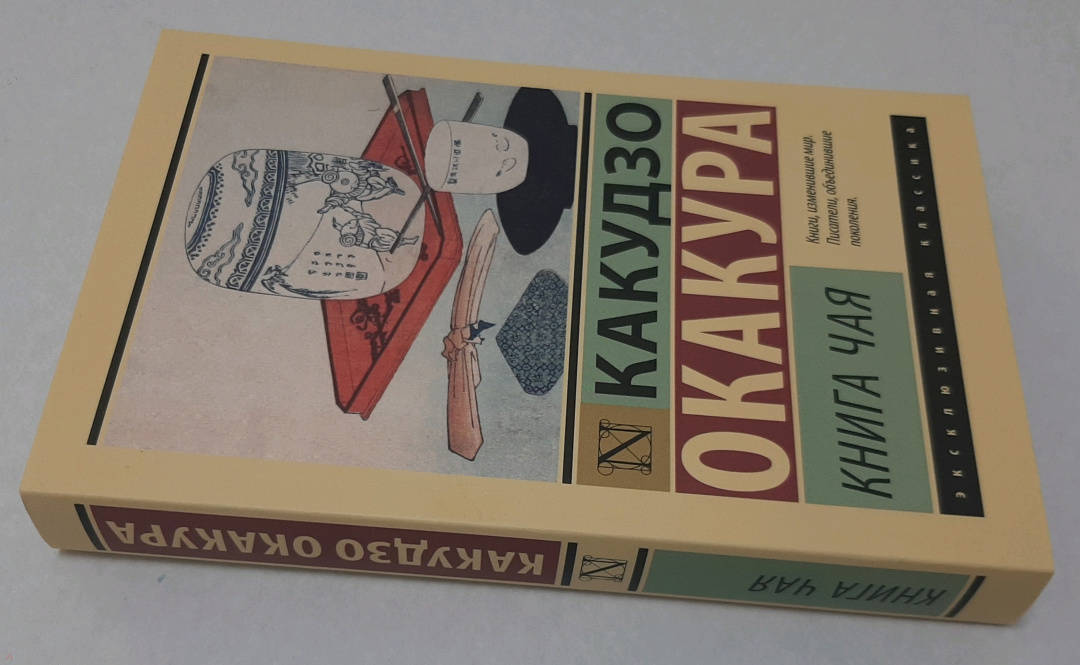 КАКУДЗО
ОКАКУРА
Книги, изменившие мир.
Писатели, объединившие
поколения.
КНИГА ЧАЯ
ЭКСКЛЮЗИВНАЯ КЛАССИКА
КАКУДЗО ОКАКУРА
КНИГА ЧАЯ